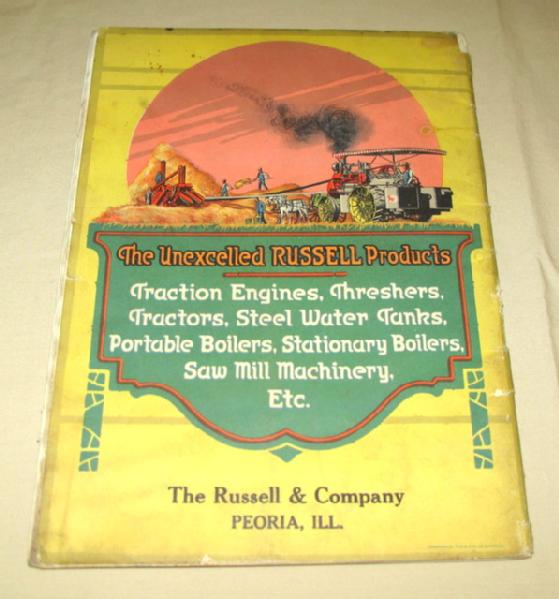 The Unexcelled RUSSELL Products
Traction Engines, Threshers,
Tractors, Steel Water Tanks,
Portable Boilers, Stationary Boilers,
Saw Mill Machinery,
Etc.
The Russell & Company
PEORIA, ILL.